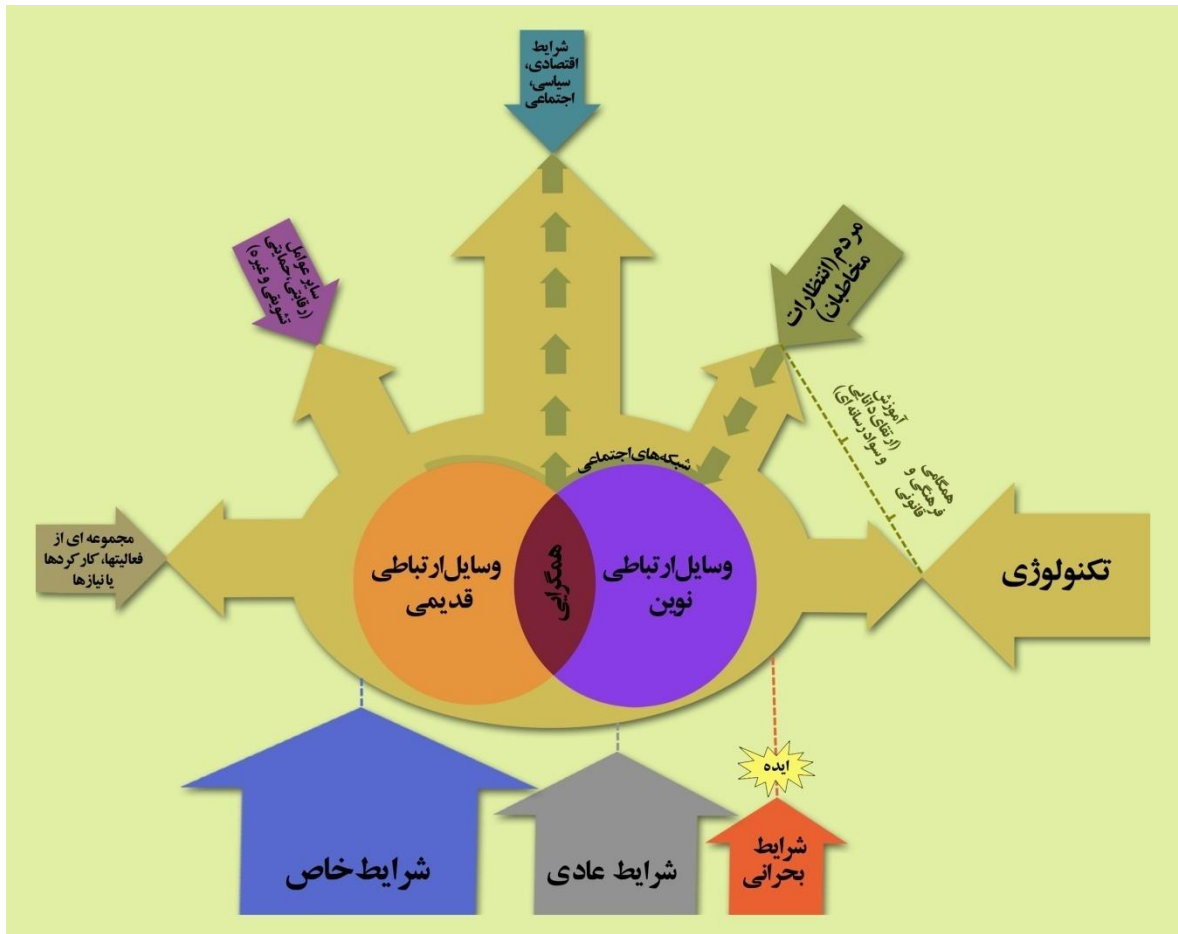 شرایط
اقتصادی،
سیاسی،
اجتماعی
مردم (انتظارات
مخاطبان)
سایر عوامل
(رقابتی، حمایتی
تشویقی و غیره)
آموزش
(ارتقای دانایی
و سواد رسانه ای)
همگامی
فرهنگی و
قانونی
شبکه‌های اجتماعی
تکنولوژی
وسایل ارتباطی
نوین
همگرایی
وسایل ارتباطی
قدیمی
مجموعه ای از
فعالیتها، کارکردها
یا نیازها
ایده
شرایط
بحرانی
شرایط عادی
شرایط خاص